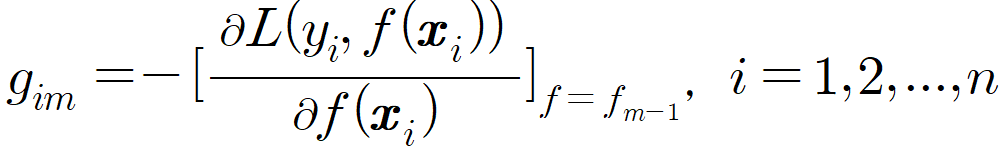 g_{im} = -[\frac{\partial L(y_i, f(\boldsymbol{x}_i))}{\partial f(\boldsymbol{x}_i)}]_{f = f_{m-1}}, i = 1,2,...,n